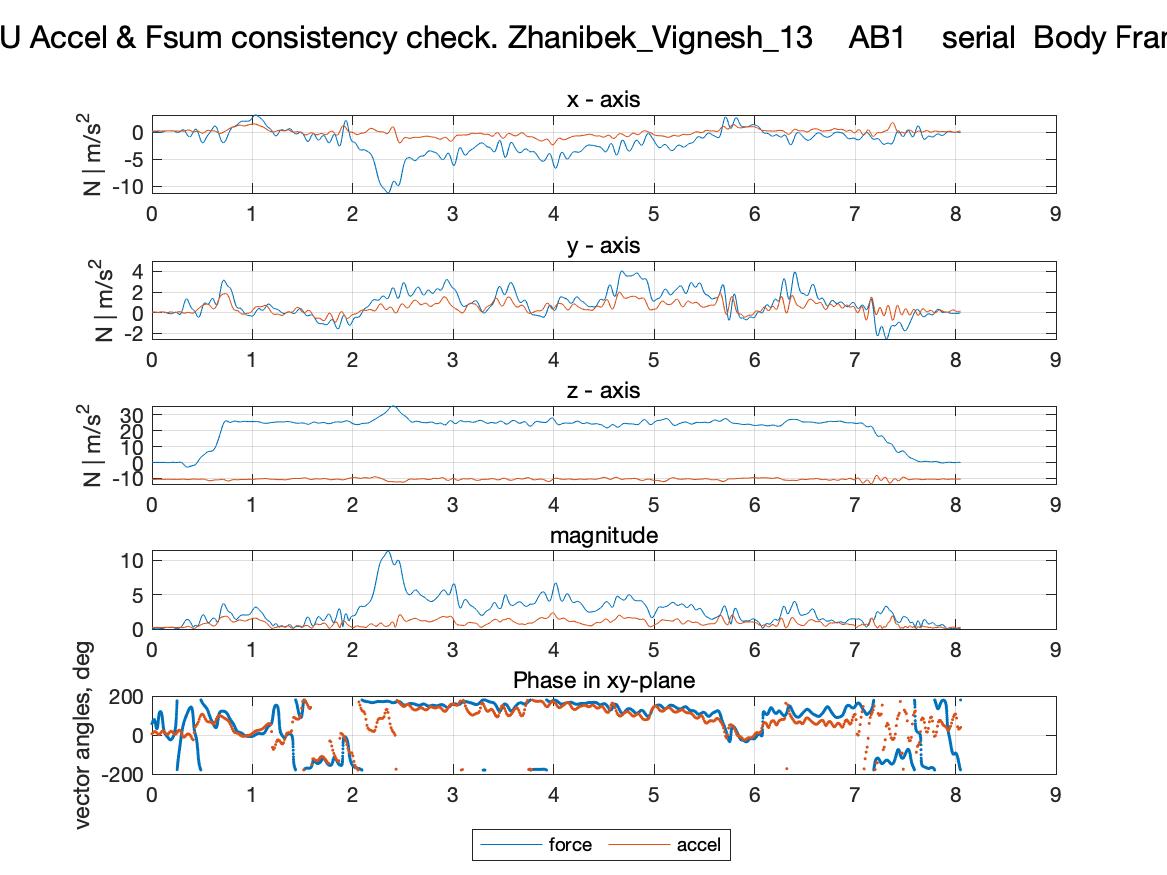 U Accel & Fsum consistency check. Zhanibek_Vignesh_13 AB1 serial Body Fra
x - axis
N | m/s2
0
-5
-10
0 1 2 3 4 5 6 7 8 9
y - axis
N | m/s2
4
2
0
-2
0 1 2 3 4 5 6 7 8 9
z - axis
N | m/s2
30
20
10
0
-10
0 1 2 3 4 5 6 7 8 9
magnitude
10
5
0
0 1 2 3 4 5 6 7 8 9
Phase in xy-plane
vector angles, deg
200
0
-200
0 1 2 3 4 5 6 7 8 9
force accel